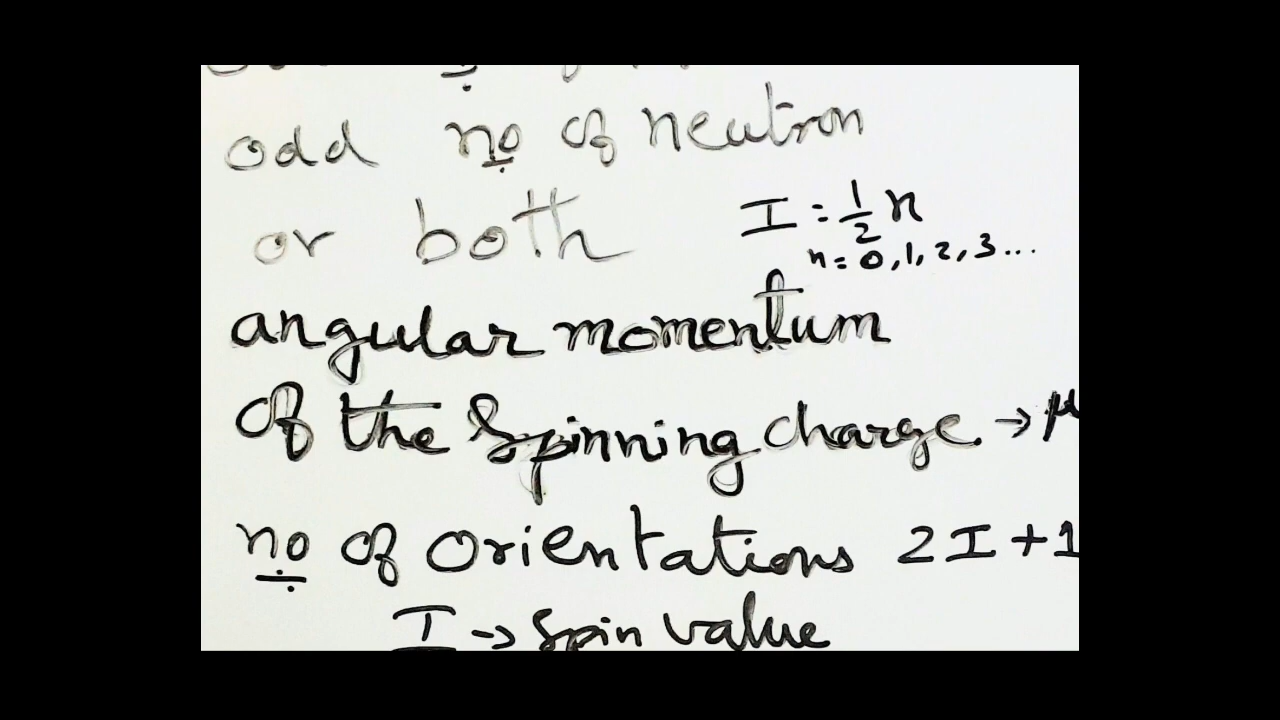 odd no of neutron
or both
I = 1/2 n
n = 0, 1, 2, 3 ...
angular momentum
of the spinning charge. → μ
no of orientations 2I + 1
I → spin value